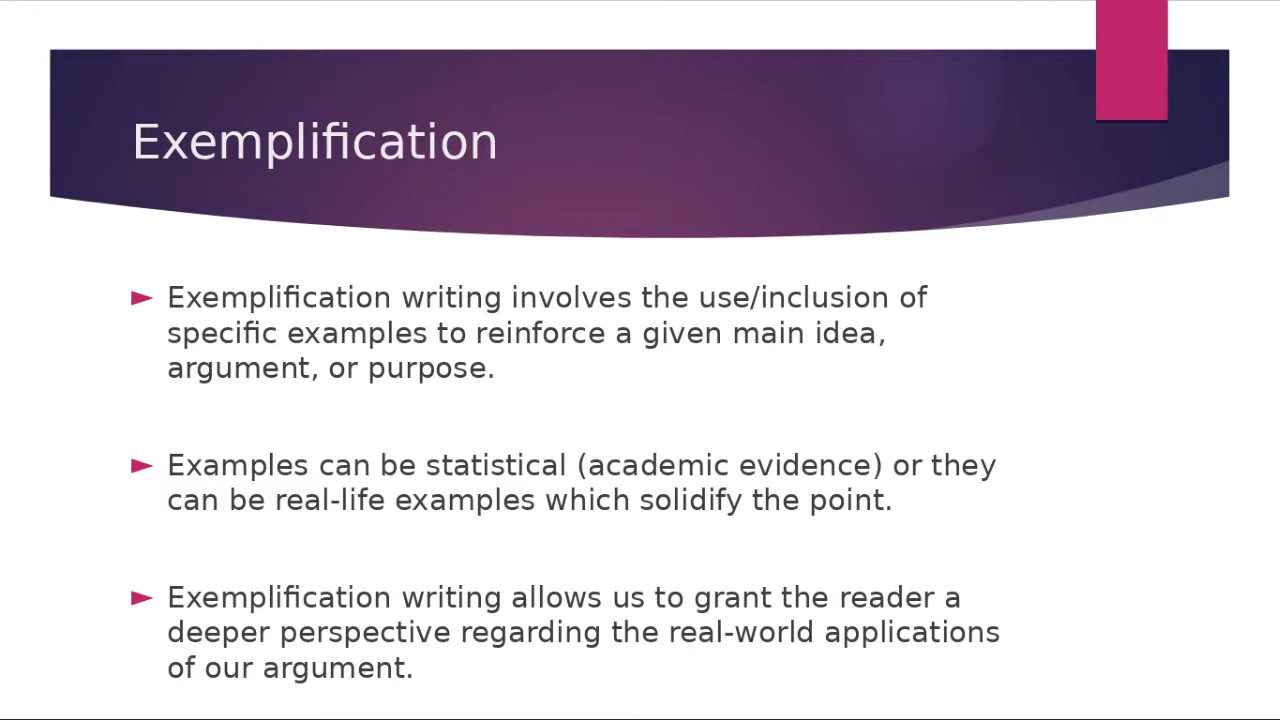 Exemplification
► Exemplification writing involves the use/inclusion of
specific examples to reinforce a given main idea,
argument, or purpose.
► Examples can be statistical (academic evidence) or they
can be real-life examples which solidify the point.
► Exemplification writing allows us to grant the reader a
deeper perspective regarding the real-world applications
of our argument.